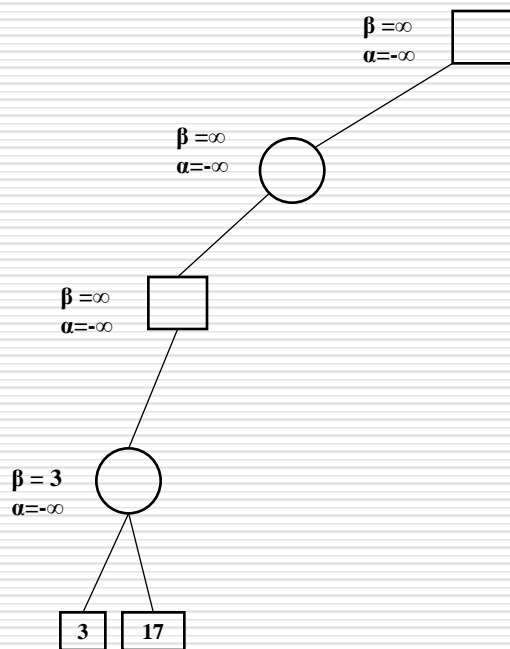 β =∞
α=-∞
β =∞
α=-∞
β =∞
α=-∞
β = 3
α=-∞
3
17